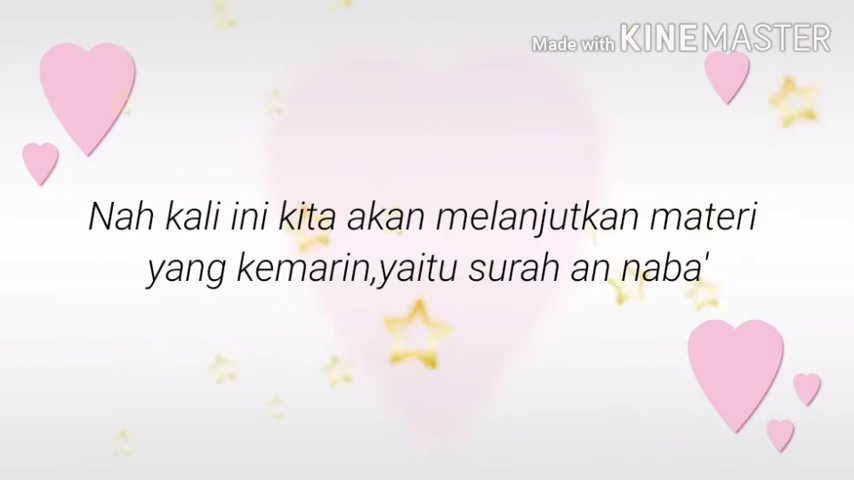 Made with KINEMASTER
Nah kali ini kita akan melanjutkan materi
yang kemarin,yaitu surah an naba'